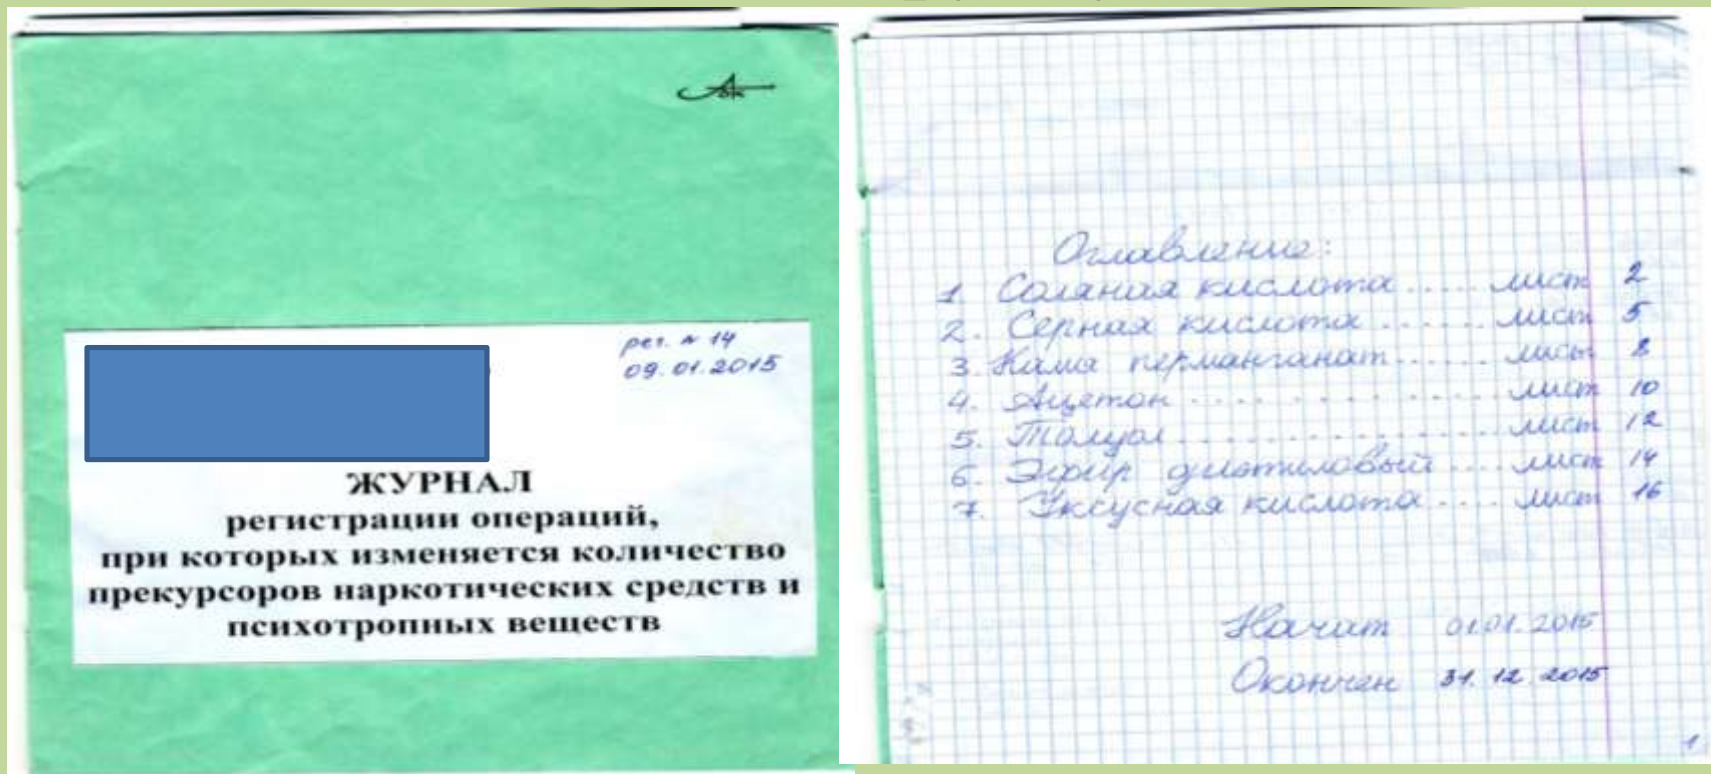 рег. № 14
09.01.2015
ЖУРНАЛ
регистрации операций,
при которых изменяется количество
прекурсоров наркотических средств и
психотропных веществ
Оглавление:
1. Соляная кислота ..... лист 2
2. Серная кислота ...... лист 5
3. Калия перманганат ..... лист 8
4. Ацетон .............. лист 10
5. Толуол .............. лист 12
6. Эфир диэтиловый .... лист 14
7. Уксусная кислота .... лист 16
Начат 01.01.2015
Окончен 31.12.2015
1